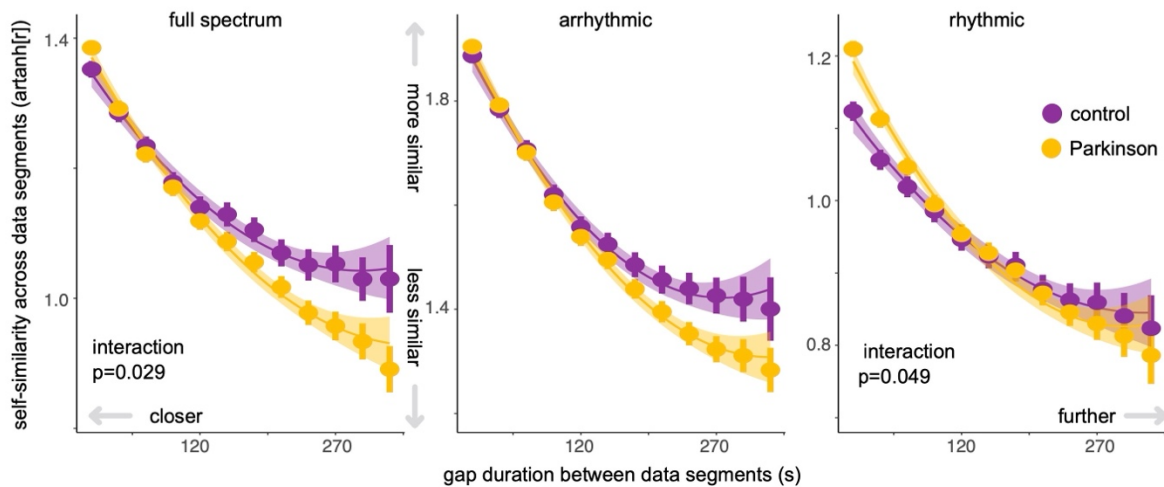 full spectrum
arrhythmic
rhythmic
self-similarity across data segments (artanh[r])
1.4
1.0
more similar
less similar
interaction
p=0.029
closer
120
270
1.8
1.4
120
270
gap duration between data segments (s)
1.2
1.0
0.8
control
Parkinson
interaction
p=0.049
further
120
270